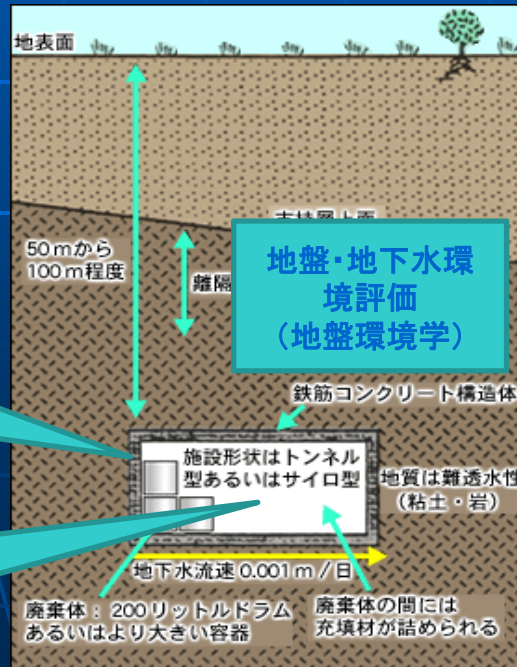 地表面
支持層上面
50mから
100m程度
離隔
地盤・地下水環
境評価
（地盤環境学）
鉄筋コンクリート構造体
施設形状はトンネル
型あるいはサイロ型
地質は難透水性
（粘土・岩）
地下水流速 0.001m/日
廃棄体：200リットルドラム
あるいはより大きい容器
廃棄体の間には
充填材が詰められる